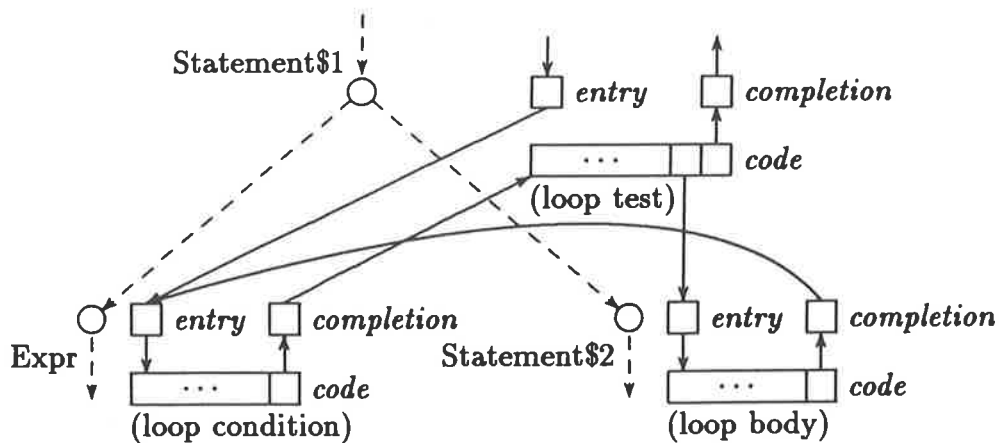 Statement$1
entry
completion
...
code
(loop test)
entry
completion
entry
completion
Expr
Statement$2
...
code
...
code
(loop condition)
(loop body)